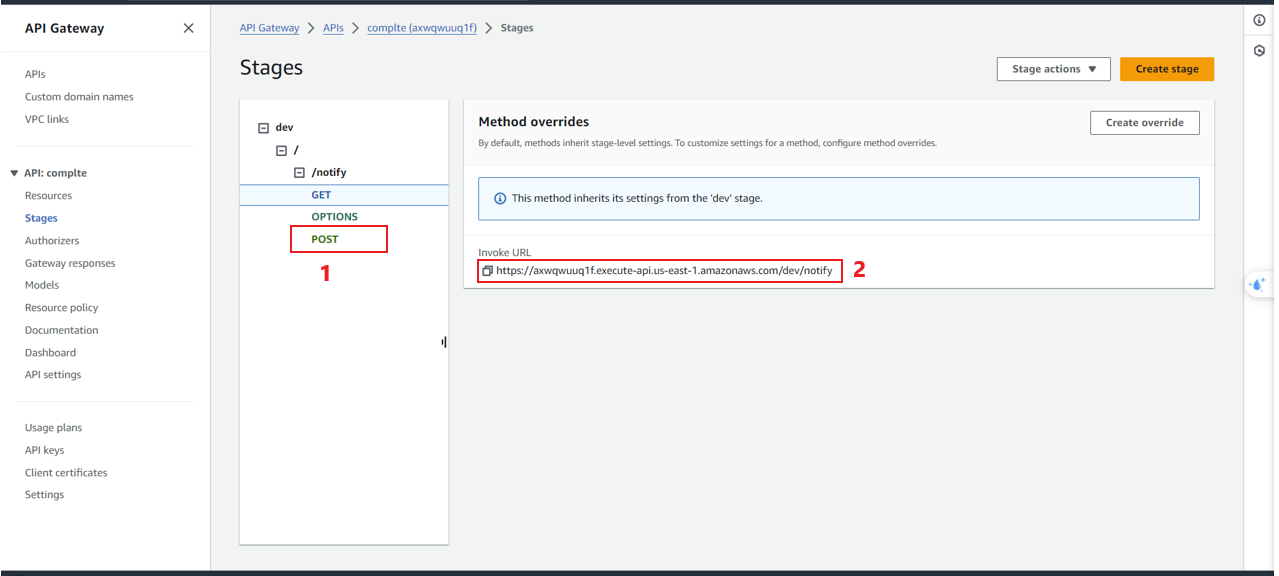 API Gateway
APIs
Custom domain names
VPC links
API: complte
Resources
Stages
Authorizers
Gateway responses
Models
Resource policy
Documentation
Dashboard
API settings
Usage plans
API keys
Client certificates
Settings
API Gateway > APIs > complte (axwqwuuq1f) > Stages
Stages
Stage actions
Create stage
dev
/
/notify
GET
OPTIONS
POST
1
Method overrides
Create override
By default, methods inherit stage-level settings. To customize settings for a method, configure method overrides.
This method inherits its settings from the 'dev' stage.
Invoke URL
https://axwqwuuq1f.execute-api.us-east-1.amazonaws.com/dev/notify
2